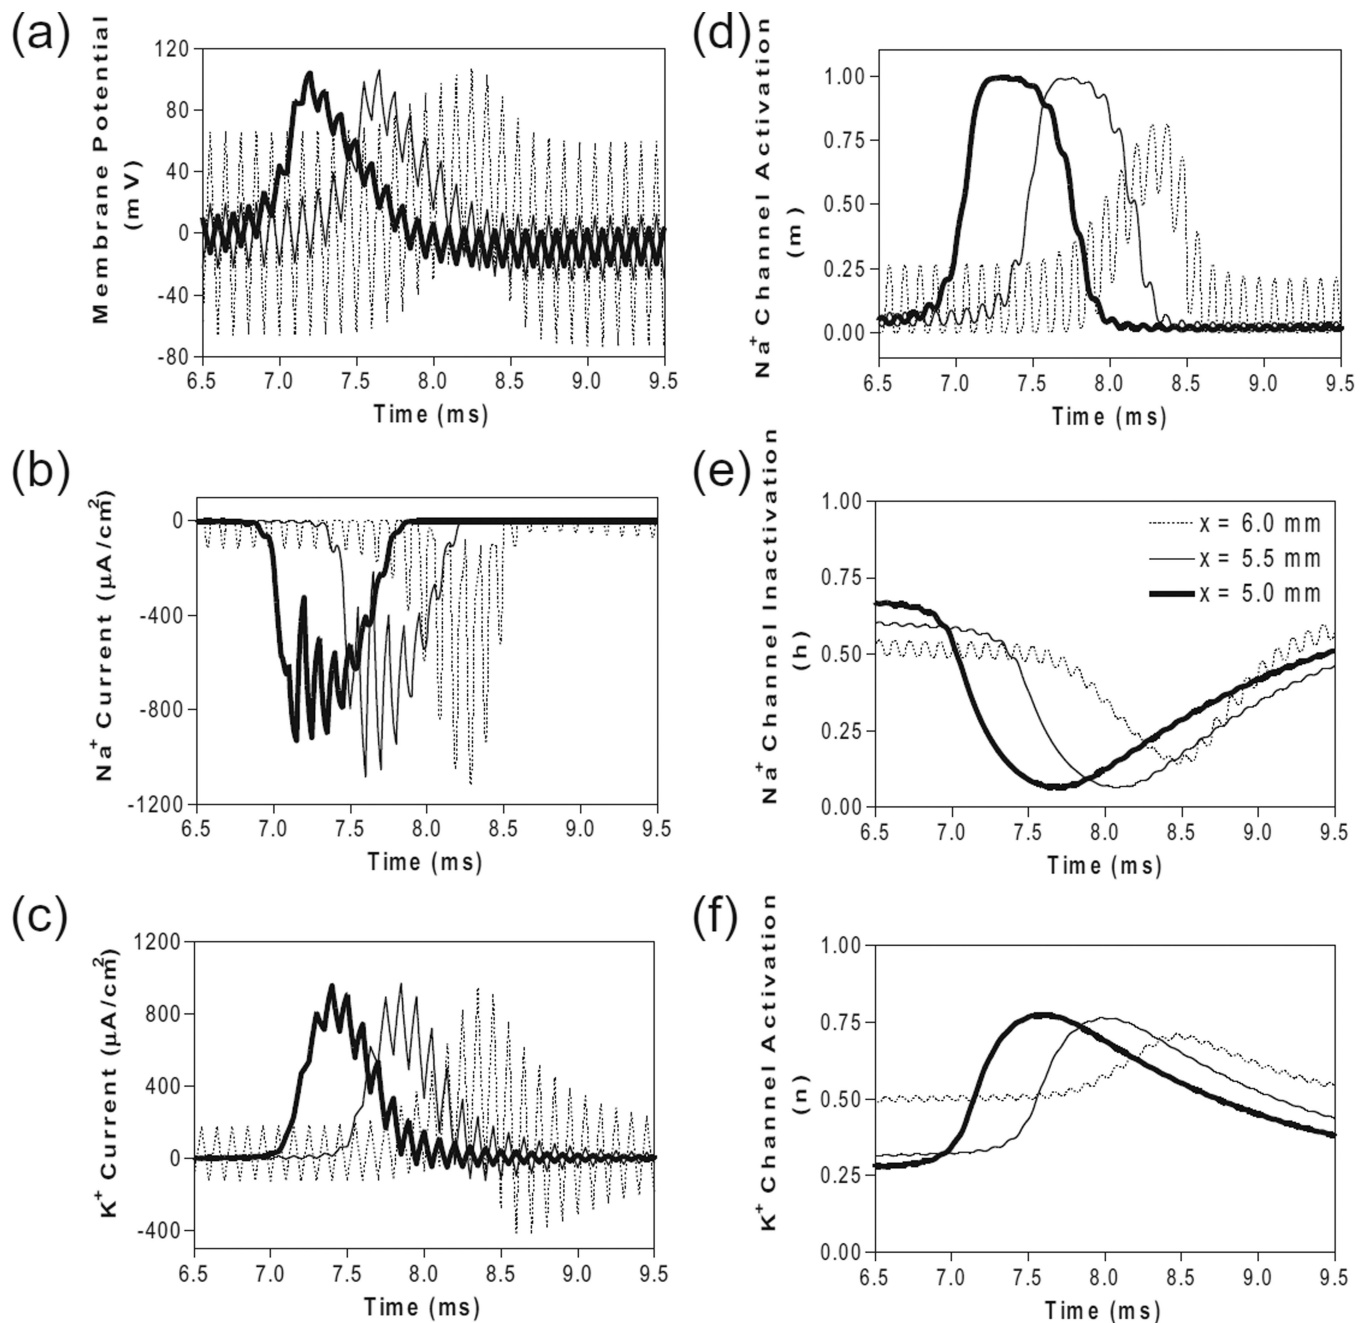 (a)
Membrane Potential
(mV)
120
80
40
0
-40
-80
6.5 7.0 7.5 8.0 8.5 9.0 9.5
Time (ms)
(d)
Na+ Channel Activation
(m)
1.00
0.75
0.50
0.25
0.00
6.5 7.0 7.5 8.0 8.5 9.0 9.5
Time (ms)
(b)
Na+ Current (µA/cm2)
0
-400
-800
-1200
6.5 7.0 7.5 8.0 8.5 9.0 9.5
Time (ms)
(e)
Na+ Channel Inactivation
(h)
1.00
0.75
0.50
0.25
0.00
x = 6.0 mm
x = 5.5 mm
x = 5.0 mm
6.5 7.0 7.5 8.0 8.5 9.0 9.5
Time (ms)
(c)
K+ Current (µA/cm2)
1200
800
400
0
-400
6.5 7.0 7.5 8.0 8.5 9.0 9.5
Time (ms)
(f)
K+ Channel Activation
(n)
1.00
0.75
0.50
0.25
0.00
6.5 7.0 7.5 8.0 8.5 9.0 9.5
Time (ms)